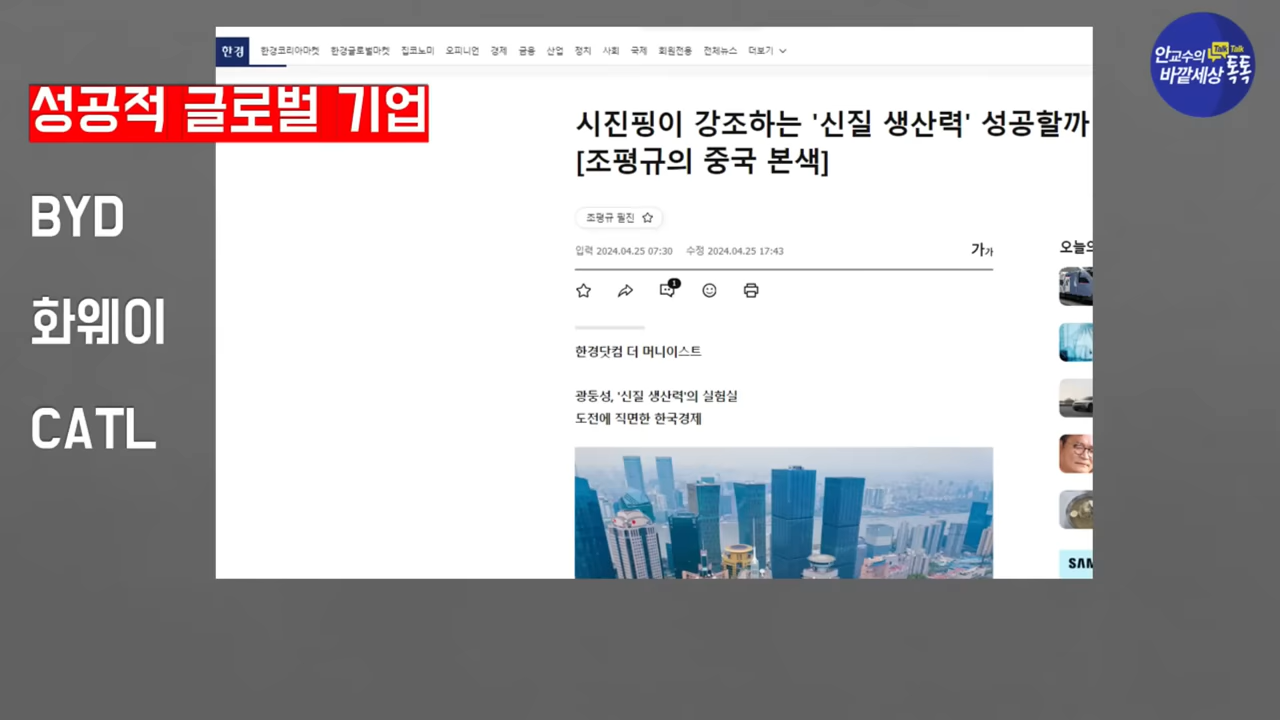 한경
한경코리아마켓 한경글로벌마켓 집코노미 오피니언 경제 금융 산업 정치 사회 국제 회원전용 전체뉴스 더보기
안교수의 Talk Talk
바깥세상 톡톡
성공적 글로벌 기업
BYD
화웨이
CATL
시진핑이 강조하는 '신질 생산력' 성공할까
[조평규의 중국 본색]
조평규 필진
입력 2024.04.25 07:30 수정 2024.04.25 17:43
가가
오늘의
1
한경닷컴 더 머니이스트
광둥성, '신질 생산력'의 실험실
도전에 직면한 한국경제
SAM